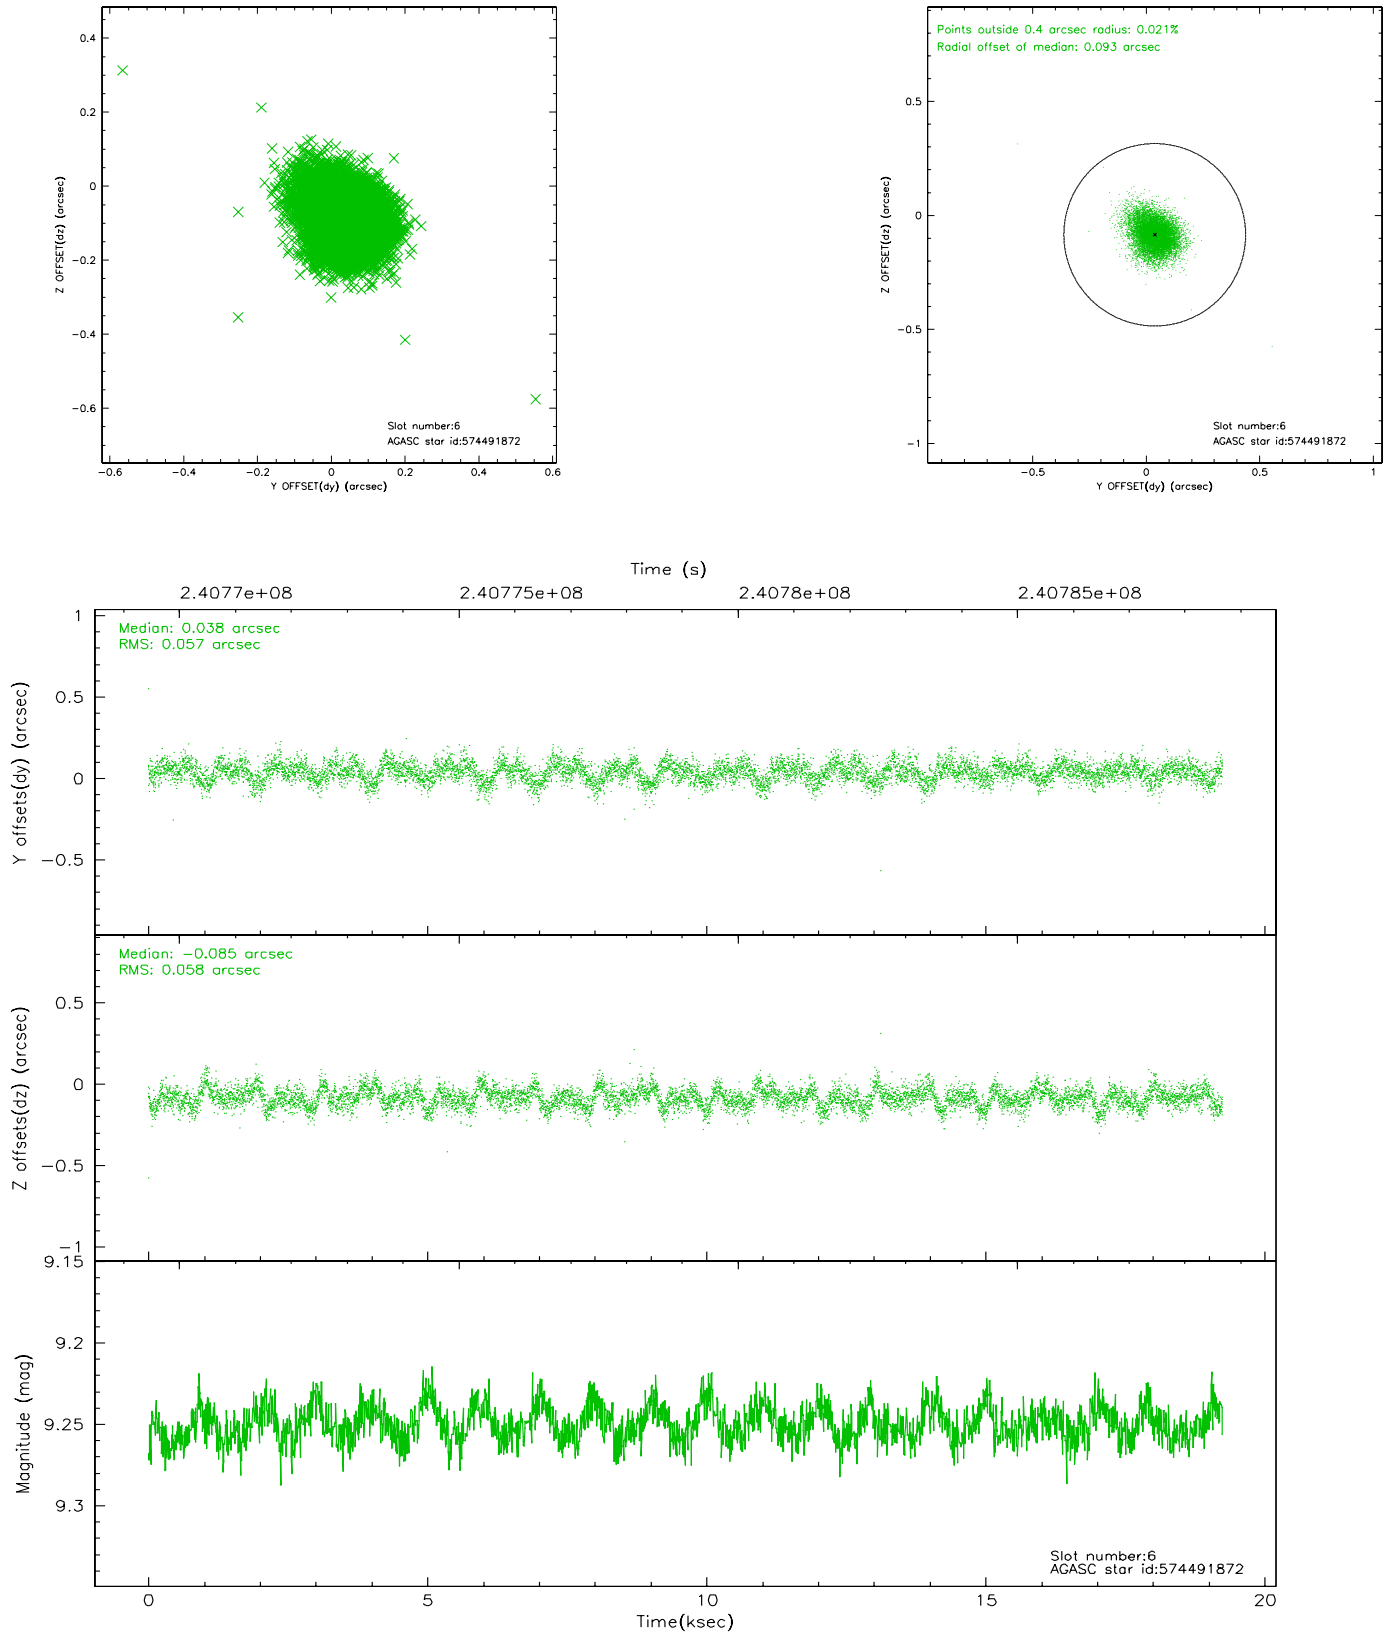 0.4
0.2
0
−0.2
−0.4
−0.6
Z OFFSET(dz) (arcsec)
−0.6 −0.4 −0.2 0 0.2 0.4 0.6
Y OFFSET(dy) (arcsec)
Slot number:6
AGASC star id:574491872
Points outside 0.4 arcsec radius: 0.021%
Radial offset of median: 0.093 arcsec
0.5
0
−0.5
−1
Z OFFSET(dz) (arcsec)
−0.5 0 0.5 1
Y OFFSET(dy) (arcsec)
Slot number:6
AGASC star id:574491872
Time (s)
2.4077e+08 2.40775e+08 2.4078e+08 2.40785e+08
Median: 0.038 arcsec
RMS: 0.057 arcsec
1
0.5
0
−0.5
Y offsets(dy) (arcsec)
Median: −0.085 arcsec
RMS: 0.058 arcsec
0.5
0
−0.5
−1
Z offsets(dz) (arcsec)
9.15
9.2
9.25
9.3
Magnitude (mag)
Slot number:6
AGASC star id:574491872
0 5 10 15 20
Time(ksec)